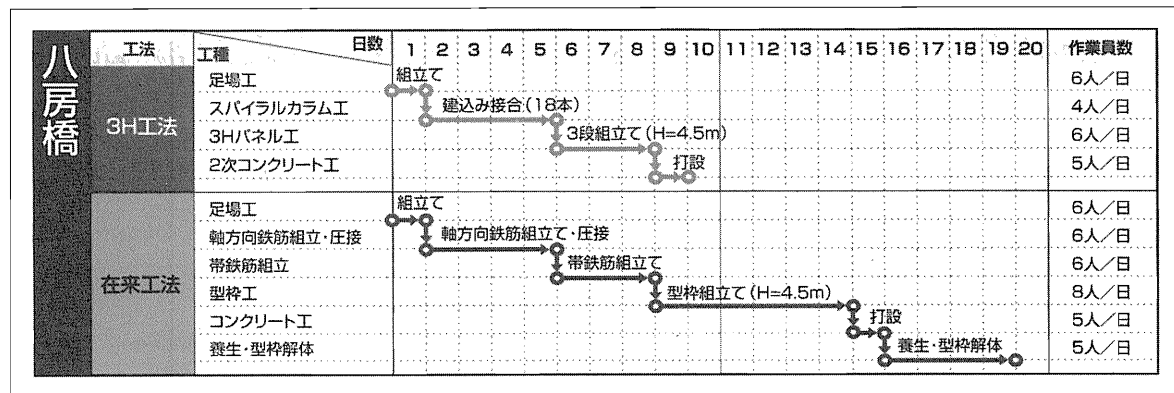 八房橋
工法 工種 日数 1 2 3 4 5 6 7 8 9 10 11 12 13 14 15 16 17 18 19 20 作業員数
3H工法
足場工 組立て 6人/日
スパイラルカラム工 建込み接合(18本) 4人/日
3Hパネル工 3段組立て(H=4.5m) 6人/日
2次コンクリート工 打設 5人/日
在来工法
足場工 組立て 6人/日
軸方向鉄筋組立・圧接 軸方向鉄筋組立て・圧接 6人/日
帯鉄筋組立 帯鉄筋組立て 6人/日
型枠工 型枠組立て(H=4.5m) 8人/日
コンクリート工 打設 5人/日
養生・型枠解体 養生・型枠解体 5人/日